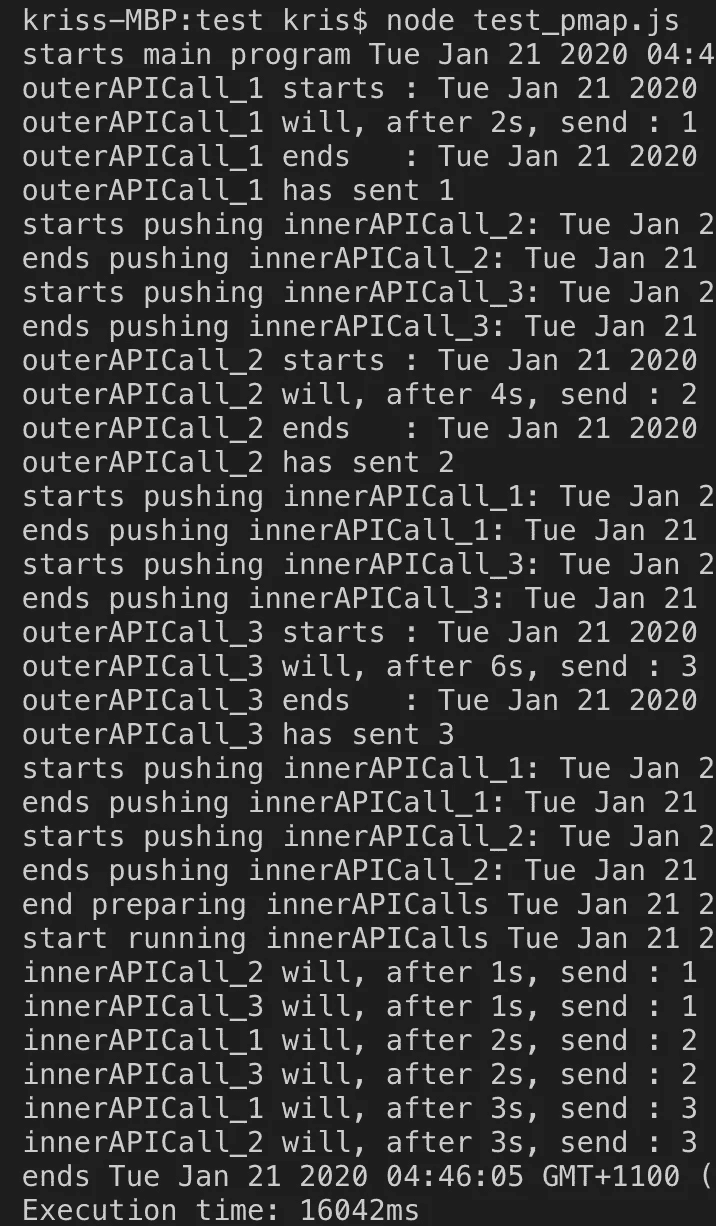 kriss-MBP:test kris$ node test_pmap.js
starts main program Tue Jan 21 2020 04:4
outerAPICall_1 starts : Tue Jan 21 2020
outerAPICall_1 will, after 2s, send : 1
outerAPICall_1 ends   : Tue Jan 21 2020
outerAPICall_1 has sent 1
starts pushing innerAPICall_2: Tue Jan 2
ends pushing innerAPICall_2: Tue Jan 21
starts pushing innerAPICall_3: Tue Jan 2
ends pushing innerAPICall_3: Tue Jan 21
outerAPICall_2 starts : Tue Jan 21 2020
outerAPICall_2 will, after 4s, send : 2
outerAPICall_2 ends   : Tue Jan 21 2020
outerAPICall_2 has sent 2
starts pushing innerAPICall_1: Tue Jan 2
ends pushing innerAPICall_1: Tue Jan 21
starts pushing innerAPICall_3: Tue Jan 2
ends pushing innerAPICall_3: Tue Jan 21
outerAPICall_3 starts : Tue Jan 21 2020
outerAPICall_3 will, after 6s, send : 3
outerAPICall_3 ends   : Tue Jan 21 2020
outerAPICall_3 has sent 3
starts pushing innerAPICall_1: Tue Jan 2
ends pushing innerAPICall_1: Tue Jan 21
starts pushing innerAPICall_2: Tue Jan 2
ends pushing innerAPICall_2: Tue Jan 21
end preparing innerAPICalls Tue Jan 21 2
start running innerAPICalls Tue Jan 21 2
innerAPICall_2 will, after 1s, send : 1
innerAPICall_3 will, after 1s, send : 1
innerAPICall_1 will, after 2s, send : 2
innerAPICall_3 will, after 2s, send : 2
innerAPICall_1 will, after 3s, send : 3
innerAPICall_2 will, after 3s, send : 3
ends Tue Jan 21 2020 04:46:05 GMT+1100 (
Execution time: 16042ms